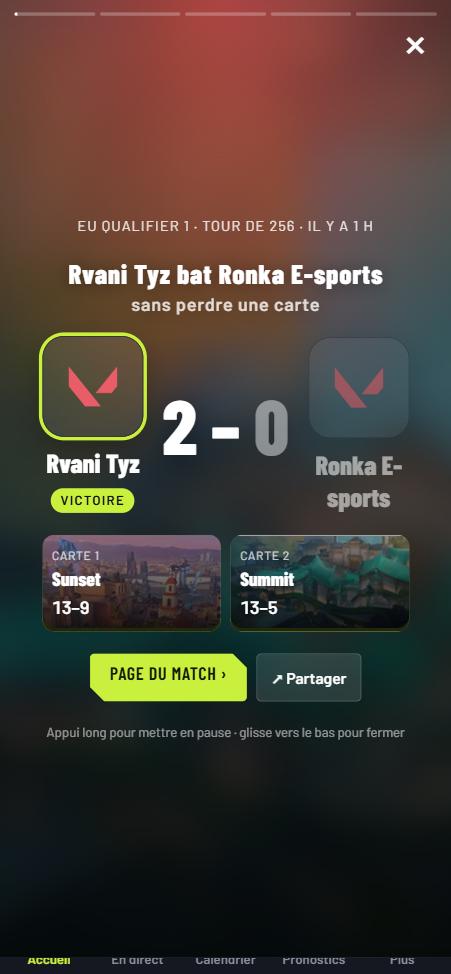 ✕
EU QUALIFIER 1 · TOUR DE 256 · IL Y A 1 H
Rvani Tyz bat Ronka E-sports
sans perdre une carte
2 – 0
Rvani Tyz
VICTOIRE
Ronka E-
sports
CARTE 1
Sunset
13–9
CARTE 2
Summit
13–5
PAGE DU MATCH ›
↗ Partager
Appui long pour mettre en pause · glisse vers le bas pour fermer
Accueil En direct Calendrier Pronostics Plus